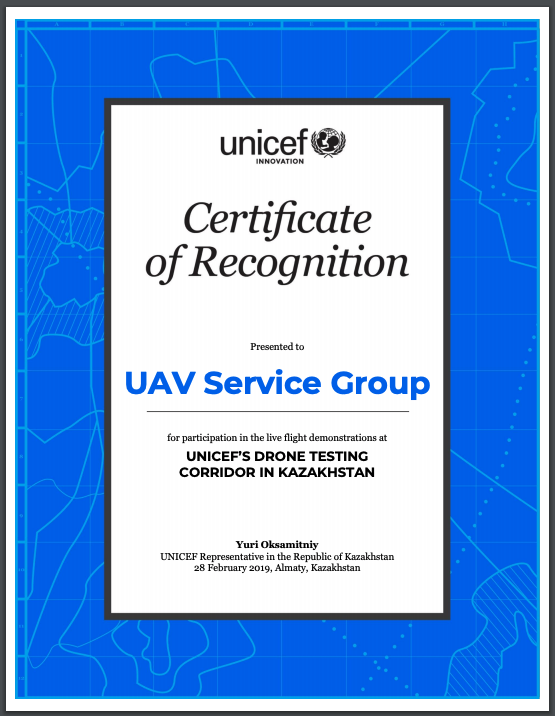 unicef
INNOVATION
Certificate
of Recognition
Presented to
UAV Service Group
for participation in the live flight demonstrations at
UNICEF’S DRONE TESTING
CORRIDOR IN KAZAKHSTAN
Yuri Oksamitniy
UNICEF Representative in the Republic of Kazakhstan
28 February 2019, Almaty, Kazakhstan